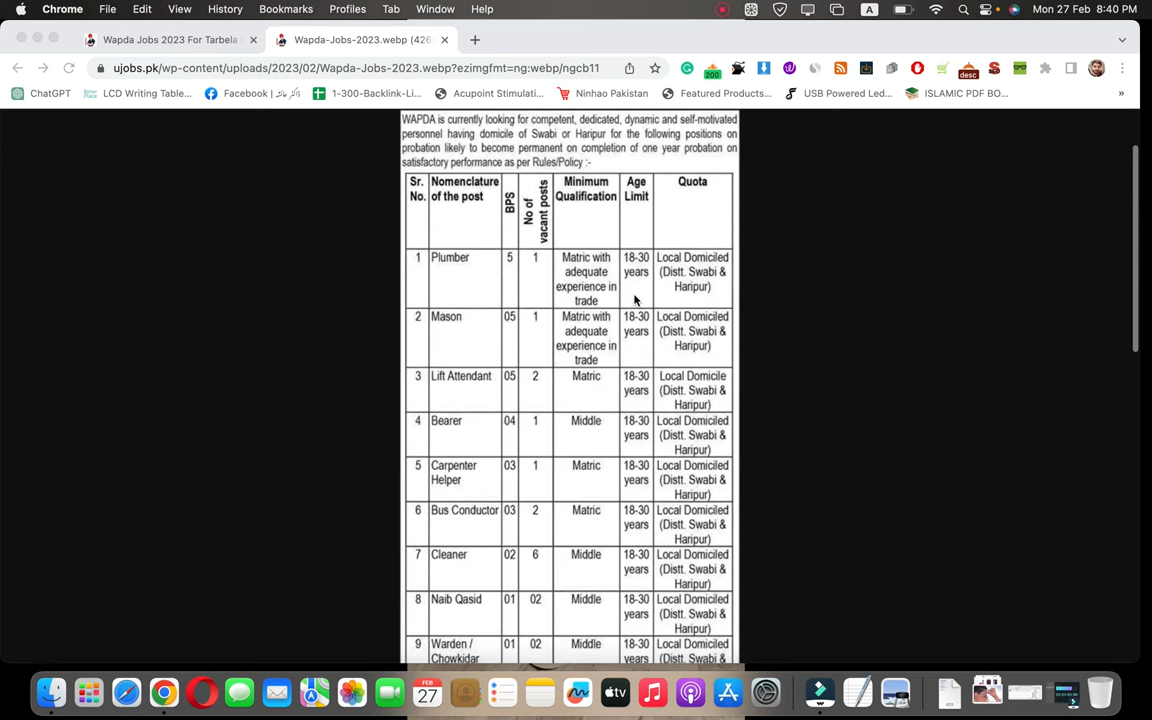 Chrome File Edit View History Bookmarks Profiles Tab Window Help A Mon 27 Feb 8:40 PM
Wapda Jobs 2023 For Tarbela Wapda-Jobs-2023.webp (426
ujobs.pk/wp-content/uploads/2023/02/Wapda-Jobs-2023.webp?ezimgfmt=ng:webp/ngcb11
200
desc
ChatGPT LCD Writing Table... Facebook | 1-300-Backlink-Li... Acupoint Stimulati... Ninhao Pakistan Featured Products... USB Powered Led... ISLAMIC PDF BO... »
WAPDA is currently looking for competent, dedicated, dynamic and self-motivated
personnel having domicile of Swabi or Haripur for the following positions on
probation likely to become permanent on completion of one year probation on
satisfactory performance as per Rules/Policy :-
Sr. No. Nomenclature of the post BPS No of vacant posts Minimum Qualification Age Limit Quota
1 Plumber 5 1 Matric with adequate experience in trade 18-30 years Local Domiciled (Distt. Swabi & Haripur)
2 Mason 05 1 Matric with adequate experience in trade 18-30 years Local Domiciled (Distt. Swabi & Haripur)
3 Lift Attendant 05 2 Matric 18-30 years Local Domicile (Distt. Swabi & Haripur)
4 Bearer 04 1 Middle 18-30 years Local Domiciled (Distt. Swabi & Haripur)
5 Carpenter Helper 03 1 Matric 18-30 years Local Domiciled (Distt. Swabi & Haripur)
6 Bus Conductor 03 2 Matric 18-30 years Local Domiciled (Distt. Swabi & Haripur)
7 Cleaner 02 6 Middle 18-30 years Local Domiciled (Distt. Swabi & Haripur)
8 Naib Qasid 01 02 Middle 18-30 years Local Domiciled (Distt. Swabi & Haripur)
9 Warden / Chowkidar 01 02 Middle 18-30 years Local Domiciled (Distt. Swabi &
FEB
27
tv